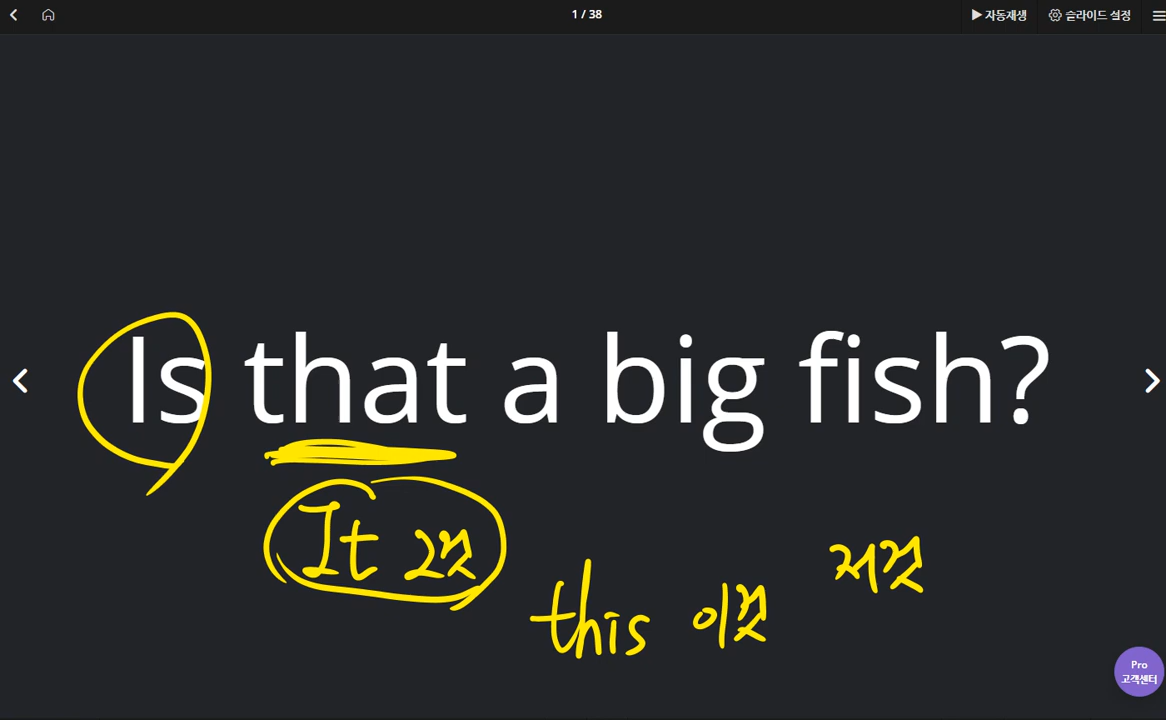 1 / 38
▶ 자동재생
슬라이드 설정
Is that a big fish?
It 그것
this 이것
저것
Pro
고객센터